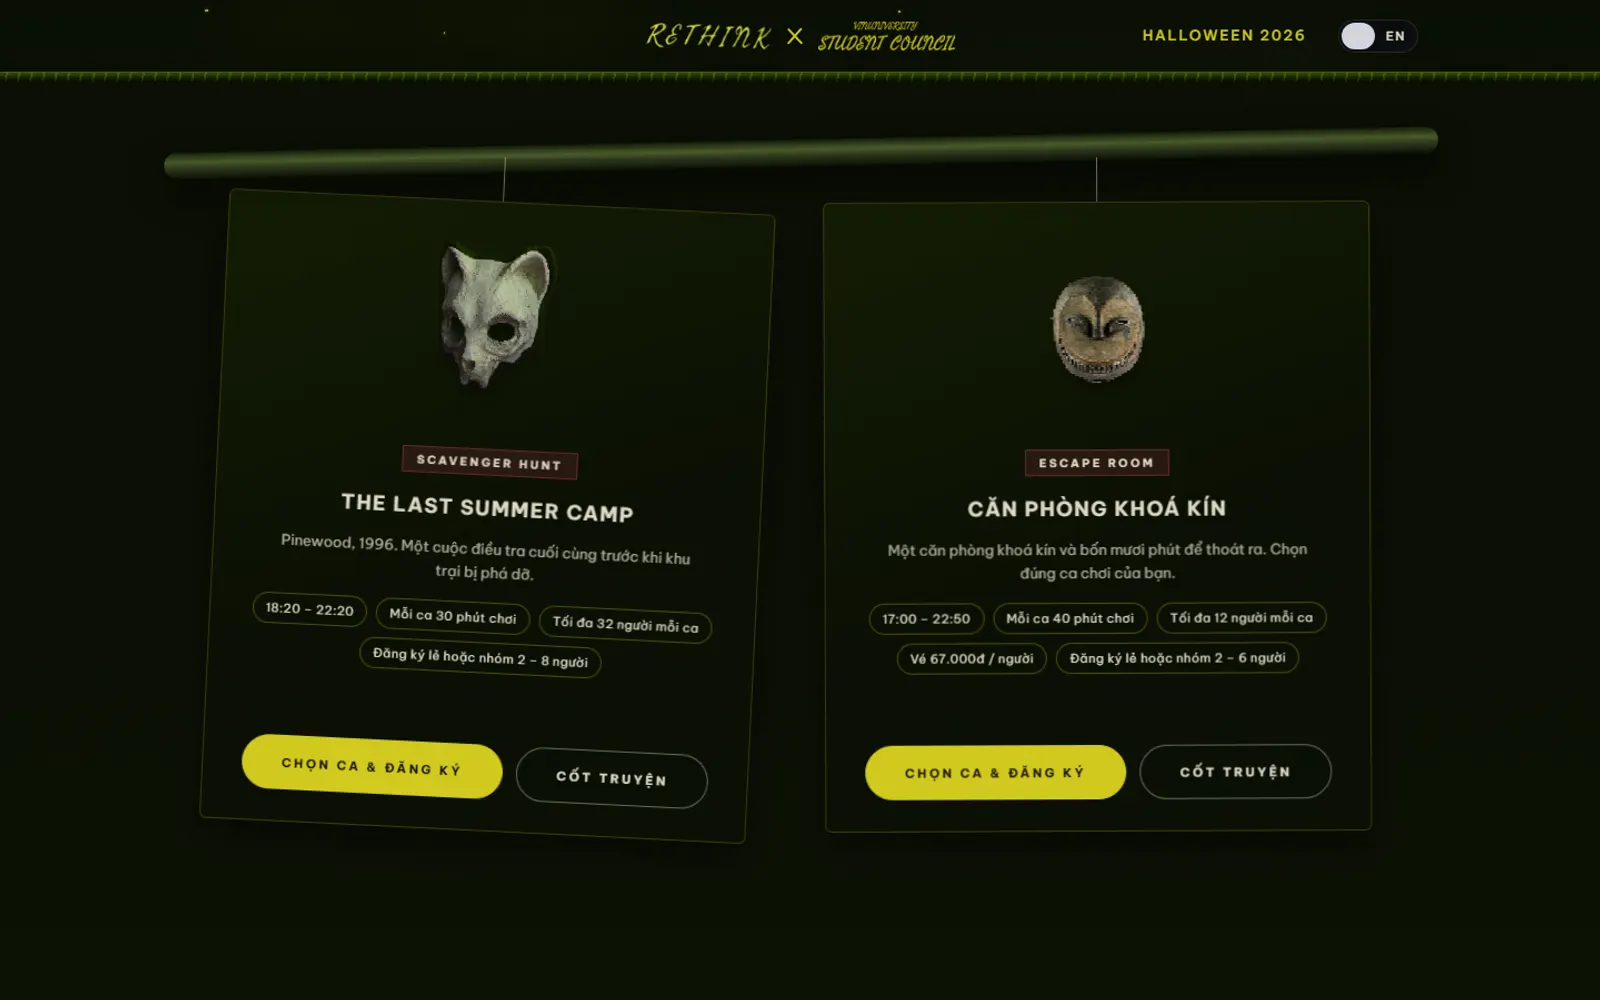 RETHINK X VINUNIVERSITY STUDENT COUNCIL
HALLOWEEN 2026
EN
SCAVENGER HUNT
THE LAST SUMMER CAMP
Pinewood, 1996. Một cuộc điều tra cuối cùng trước khi khu
trại bị phá dỡ.
18:20 – 22:20
Mỗi ca 30 phút chơi
Tối đa 32 người mỗi ca
Đăng ký lẻ hoặc nhóm 2 – 8 người
CHỌN CA & ĐĂNG KÝ
CỐT TRUYỆN
ESCAPE ROOM
CĂN PHÒNG KHOÁ KÍN
Một căn phòng khoá kín và bốn mươi phút để thoát ra. Chọn
đúng ca chơi của bạn.
17:00 – 22:50
Mỗi ca 40 phút chơi
Tối đa 12 người mỗi ca
Vé 67.000đ / người
Đăng ký lẻ hoặc nhóm 2 – 6 người
CHỌN CA & ĐĂNG KÝ
CỐT TRUYỆN